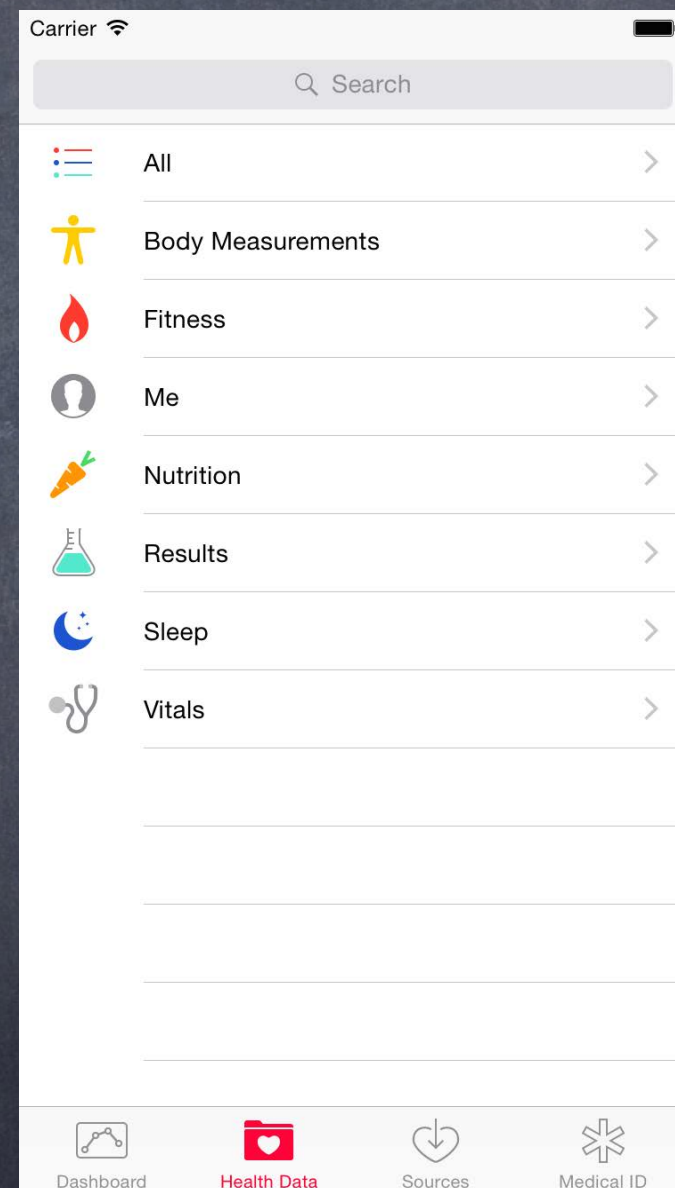 Carrier
Search
All
Body Measurements
Fitness
Me
Nutrition
Results
Sleep
Vitals
Dashboard Health Data Sources Medical ID